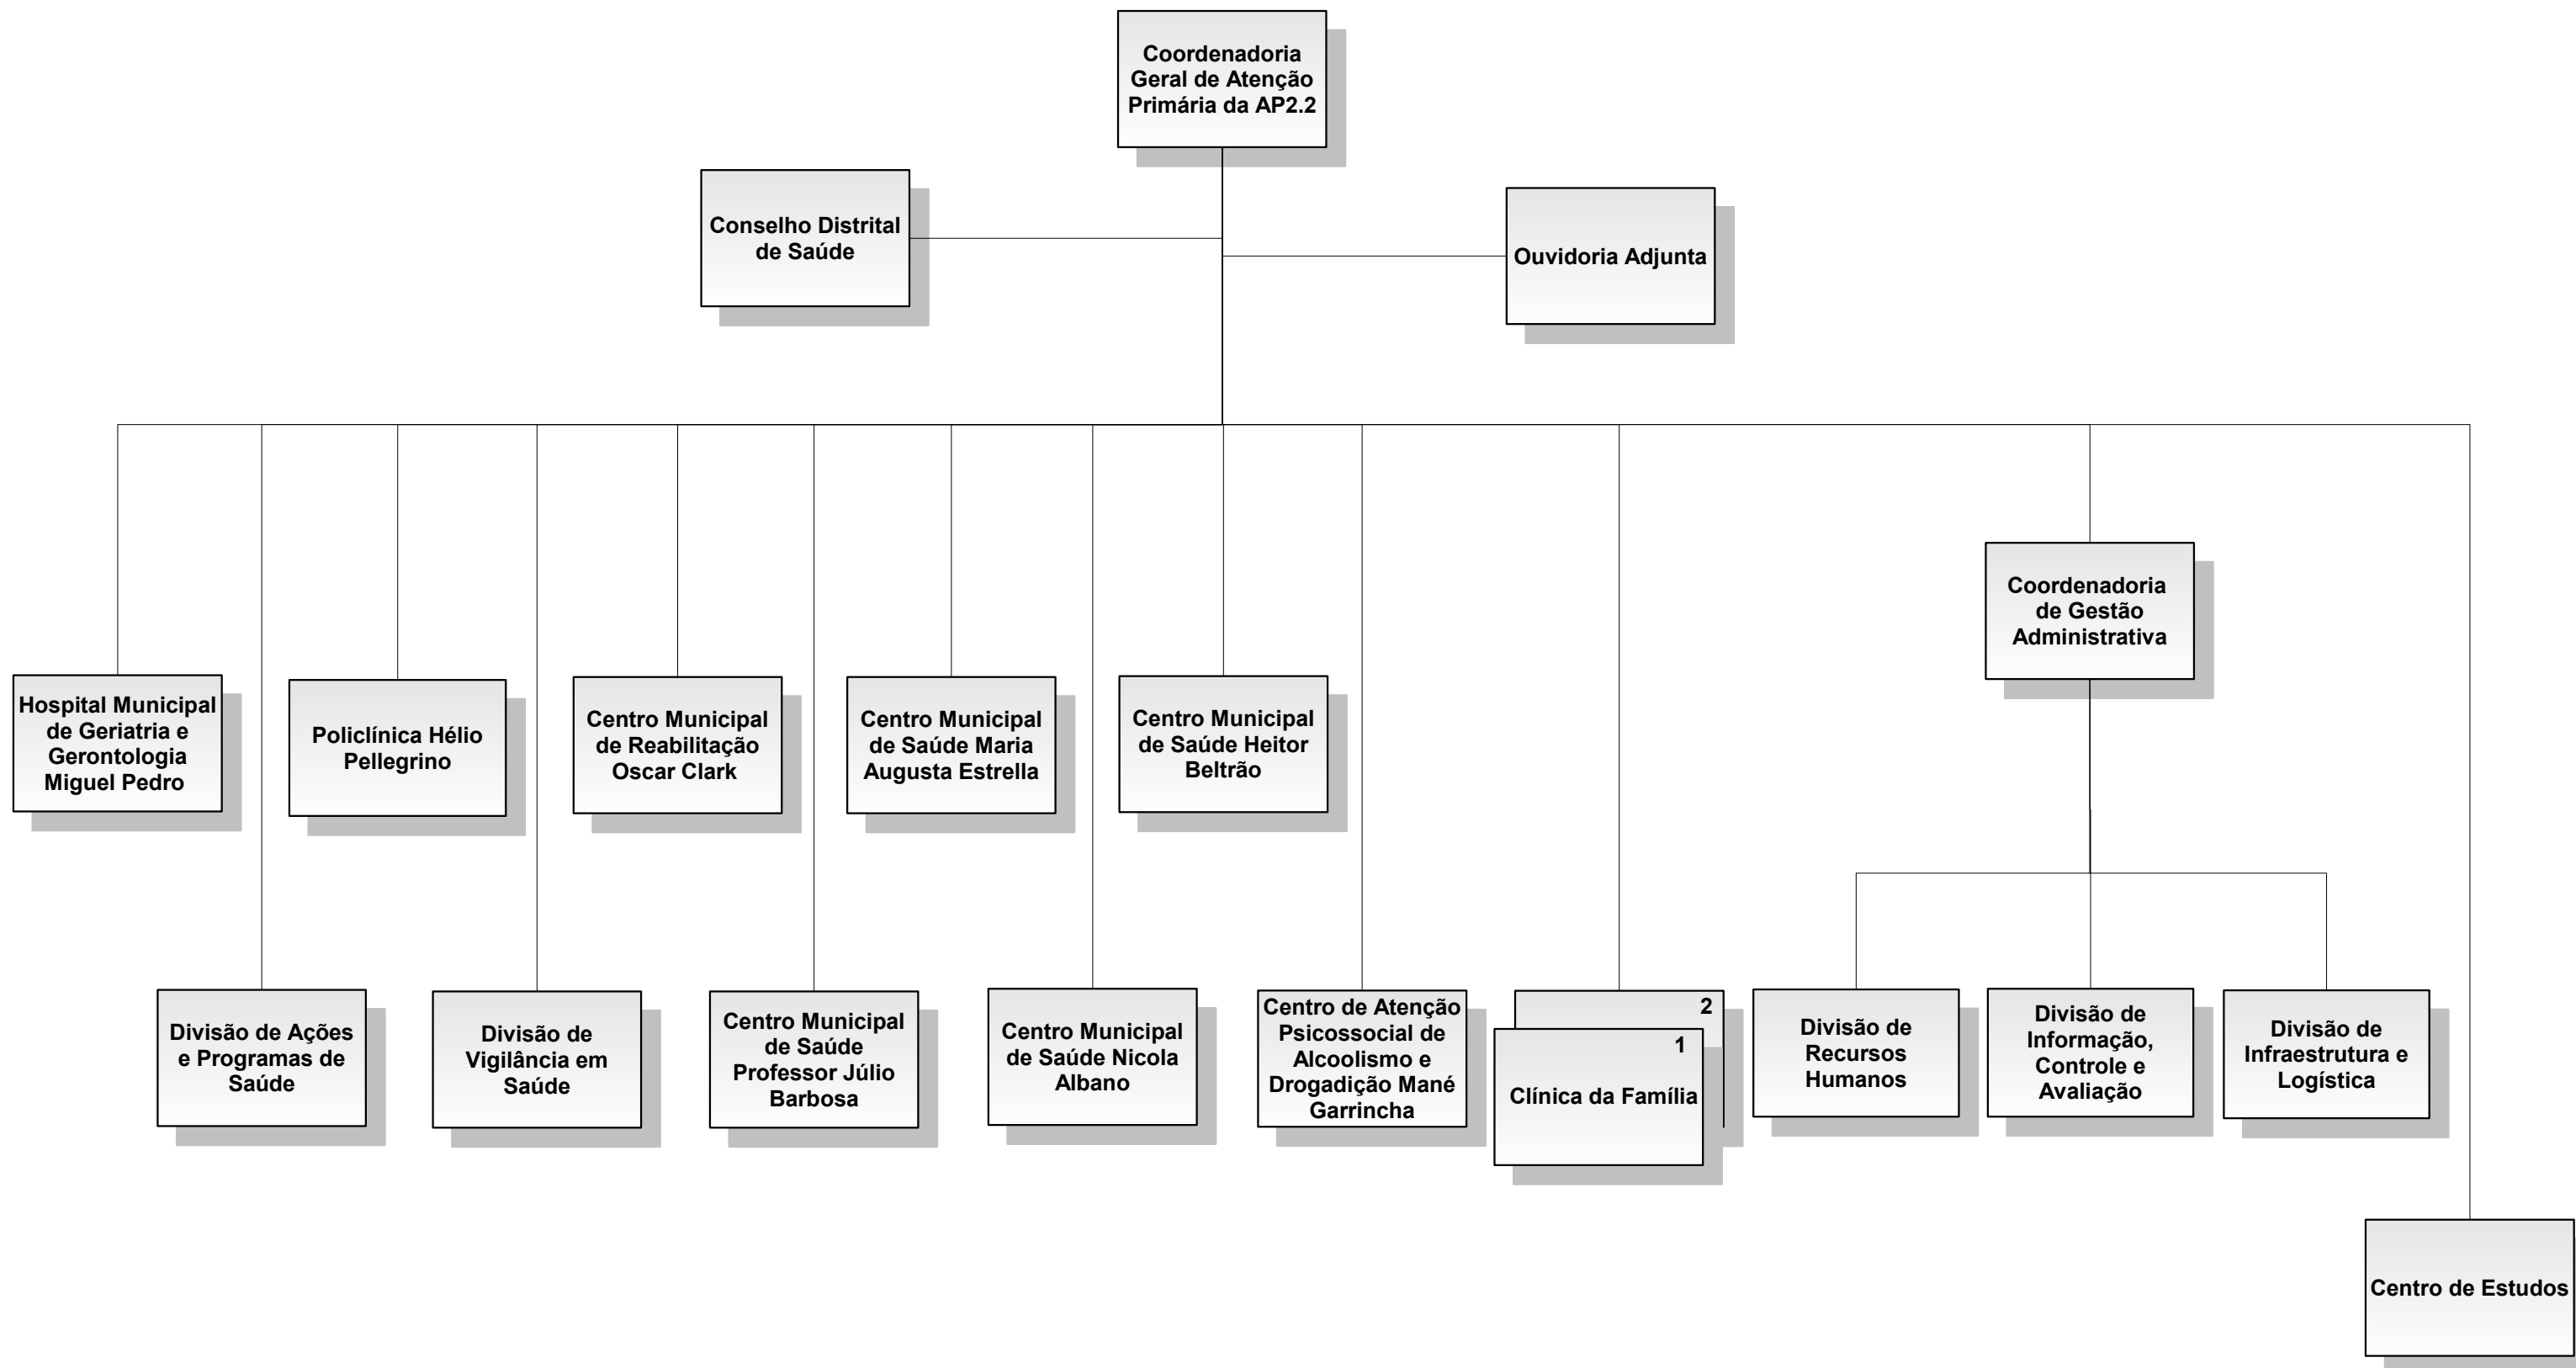 Coordenadoria
Geral de Atenção
Primária da AP2.2
Conselho Distrital
de Saúde
Ouvidoria Adjunta
Coordenadoria
de Gestão
Administrativa
Hospital Municipal
de Geriatria e
Gerontologia
Miguel Pedro
Policlínica Hélio
Pellegrino
Centro Municipal
de Reabilitação
Oscar Clark
Centro Municipal
de Saúde Maria
Augusta Estrella
Centro Municipal
de Saúde Heitor
Beltrão
Divisão de Ações
e Programas de
Saúde
Divisão de
Vigilância em
Saúde
Centro Municipal
de Saúde
Professor Júlio
Barbosa
Centro Municipal
de Saúde Nicola
Albano
Centro de Atenção
Psicossocial de
Alcoolismo e
Drogadição Mané
Garrincha
2
1
Clínica da Família
Divisão de
Recursos
Humanos
Divisão de
Informação,
Controle e
Avaliação
Divisão de
Infraestrutura e
Logística
Centro de Estudos